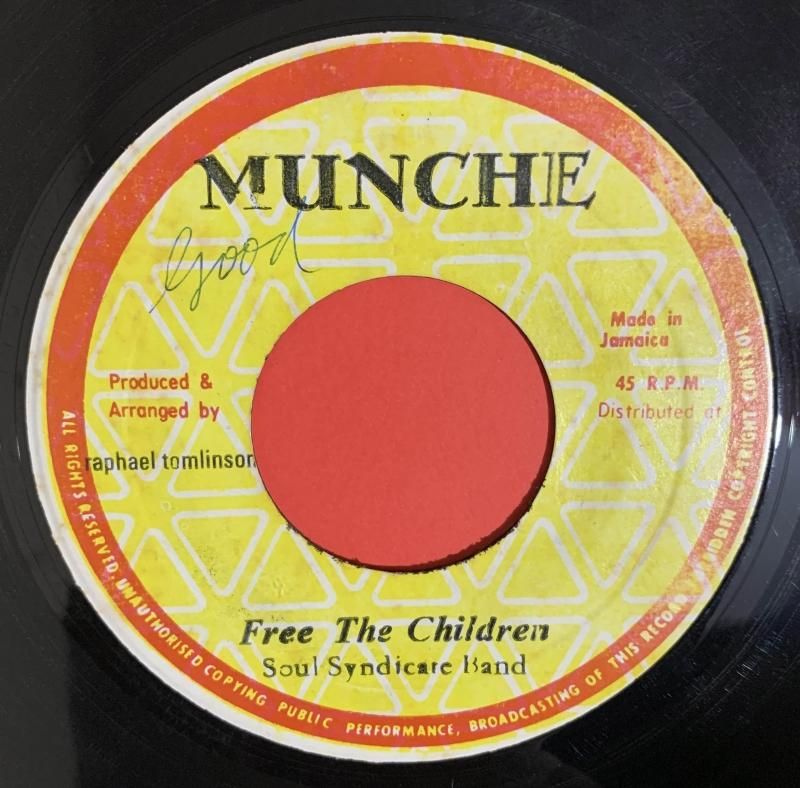 MUNCHE
Good
Made in
Jamaica
Produced &
Arranged by
45 R.P.M.
Distributed at
raphael tomlinson
Free The Children
Soul Syndicate Band
ALL RIGHTS RESERVED UNAUTHORISED COPYING PUBLIC PERFORMANCE, BROADCASTING OF THIS RECORD COPYRIGHT CONTROL